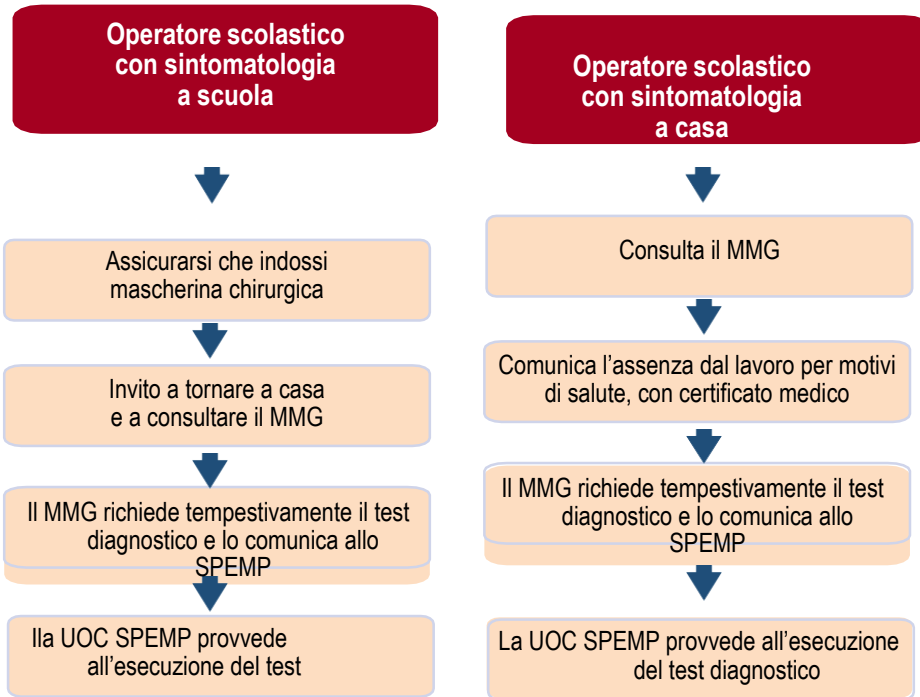 Operatore scolastico
con sintomatologia
a scuola
Assicurarsi che indossi
mascherina chirurgica
Invito a tornare a casa
e a consultare il MMG
Il MMG richiede tempestivamente il test
diagnostico e lo comunica allo
SPEMP
Ila UOC SPEMP provvede
all'esecuzione del test
Operatore scolastico
con sintomatologia
a casa
Consulta il MMG
Comunica l'assenza dal lavoro per motivi
di salute, con certificato medico
Il MMG richiede tempestivamente il test
diagnostico e lo comunica allo
SPEMP
La UOC SPEMP provvede all'esecuzione
del test diagnostico